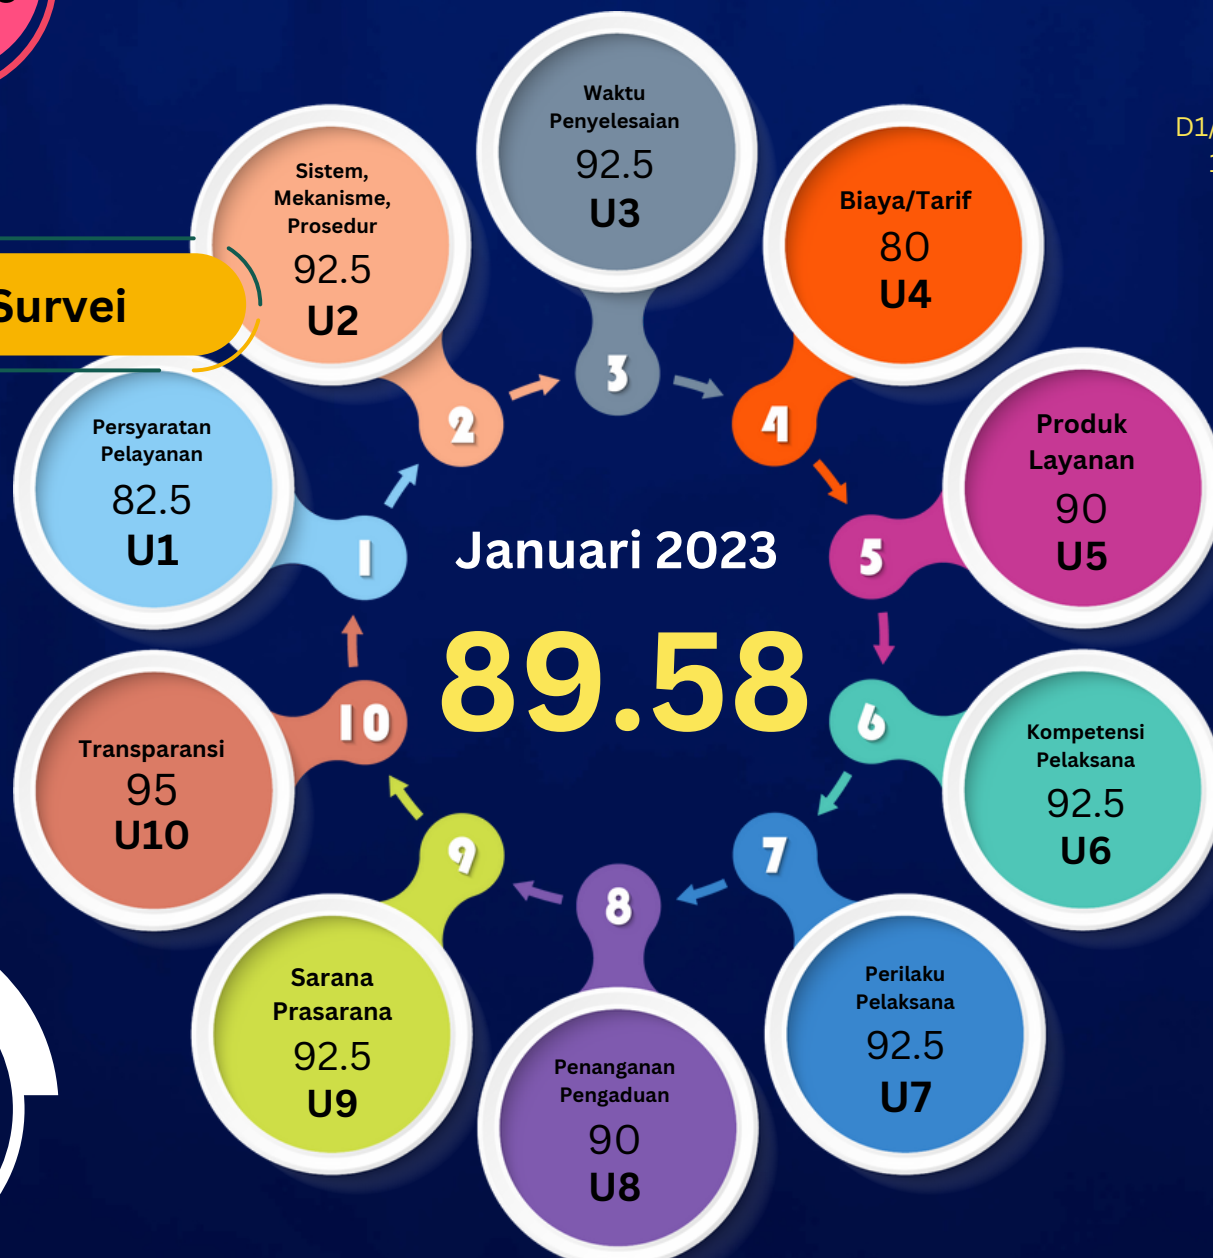 Survei
Persyaratan
Pelayanan
82.5
U1
1
Sistem,
Mekanisme,
Prosedur
92.5
U2
2
Waktu
Penyelesaian
92.5
U3
3
Biaya/Tarif
80
U4
4
Produk
Layanan
90
U5
5
Kompetensi
Pelaksana
92.5
U6
6
Perilaku
Pelaksana
92.5
U7
7
Penanganan
Pengaduan
90
U8
8
Sarana
Prasarana
92.5
U9
9
Transparansi
95
U10
10
Januari 2023
89.58
D1/